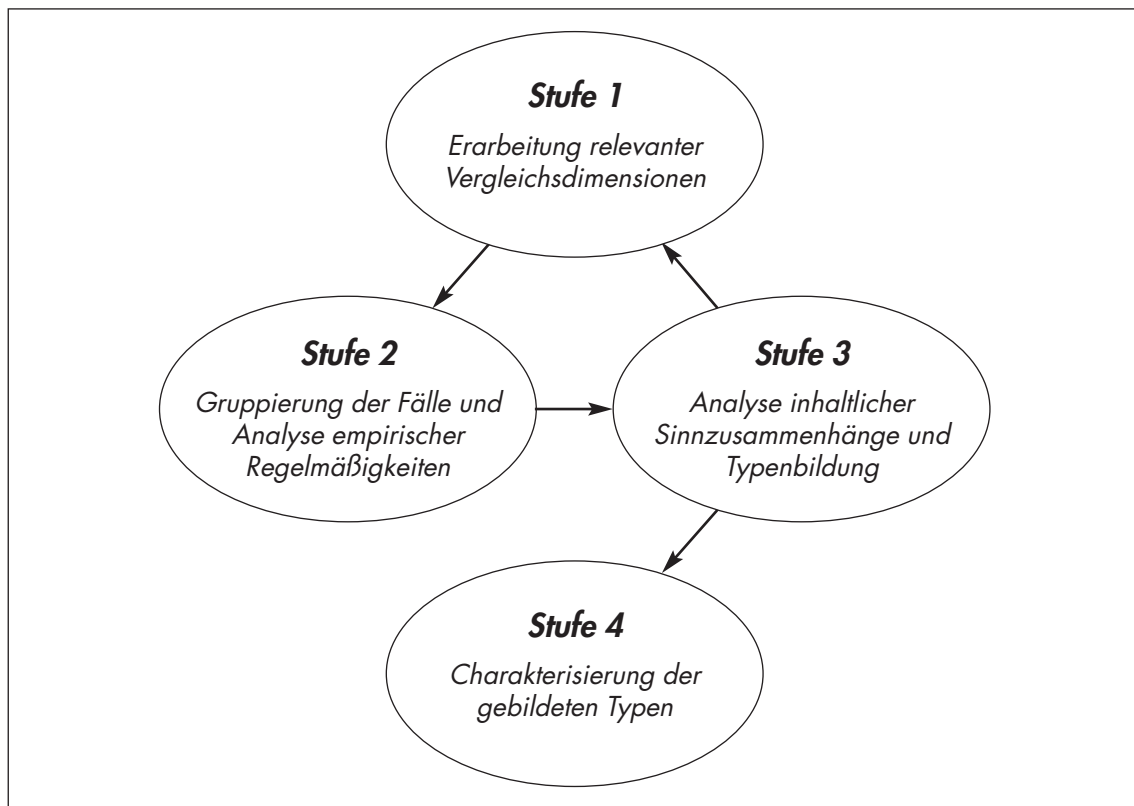 Stufe 1
Erarbeitung relevanter
Vergleichsdimensionen
Stufe 2
Gruppierung der Fälle und
Analyse empirischer
Regelmäßigkeiten
Stufe 3
Analyse inhaltlicher
Sinnzusammenhänge und
Typenbildung
Stufe 4
Charakterisierung der
gebildeten Typen